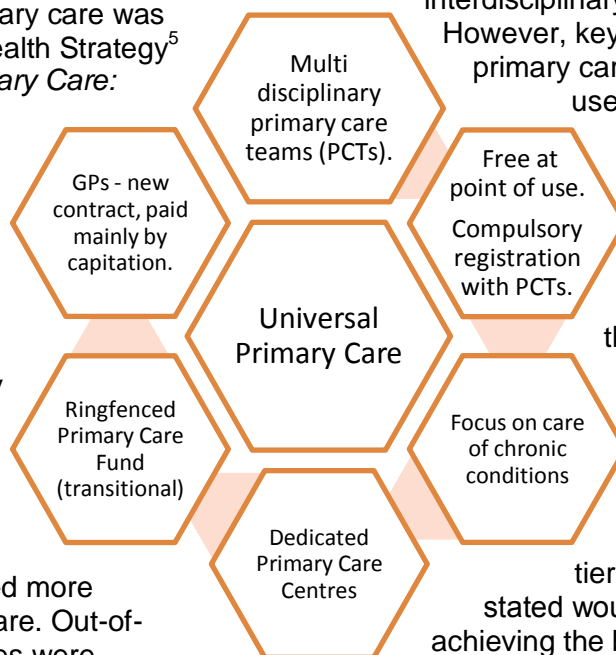 ary care was
ealth Strategy5
ary Care:
However, key
primary car
use
Multi
disciplinary
primary care
teams (PCTs).
GPs - new
contract, paid
mainly by
capitation.
Free at
point of use.
Compulsory
registration
with PCTs.
Universal
Primary Care
th
Ringfenced
Primary Care
Fund
(transitional)
Focus on care
of chronic
conditions
Dedicated
Primary Care
Centres
ed more
are. Out-of-
es were
tier
stated wou
achieving the